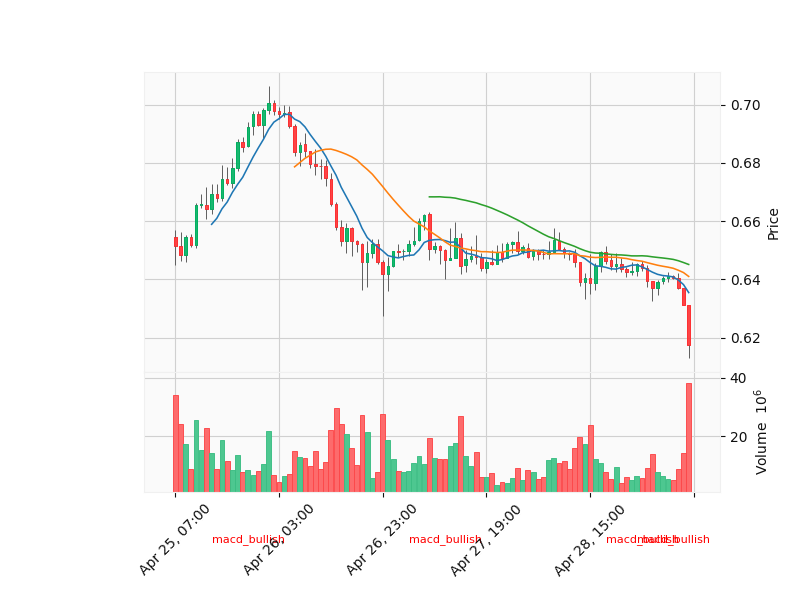 0.70
0.68
0.66
0.64
0.62
Price
40
20
Volume 10^6
Apr 25, 07:00
Apr 26, 03:00
Apr 26, 23:00
Apr 27, 19:00
Apr 28, 15:00
macd_bullish
macd_bullish
macd_bullish
macd_bullish